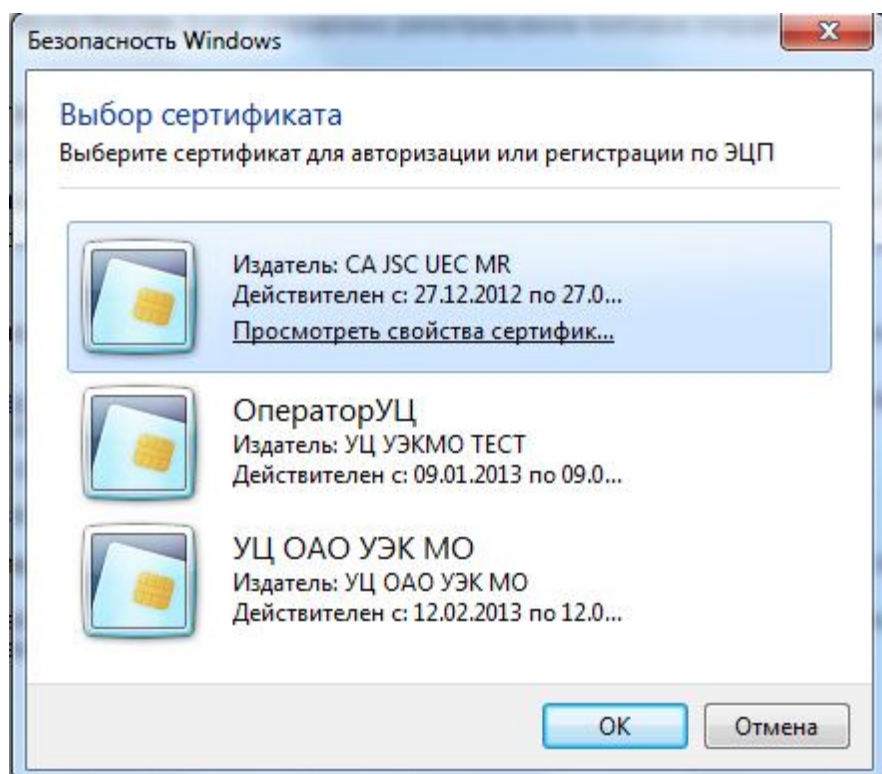 Безопасность Windows
Выбор сертификата
Выберите сертификат для авторизации или регистрации по ЭЦП
Издатель: CA JSC UEC MR
Действителен с: 27.12.2012 по 27.0...
Просмотреть свойства сертифик...
ОператорУЦ
Издатель: УЦ УЭКМО ТЕСТ
Действителен с: 09.01.2013 по 09.0...
УЦ ОАО УЭК МО
Издатель: УЦ ОАО УЭК МО
Действителен с: 12.02.2013 по 12.0...
ОК
Отмена